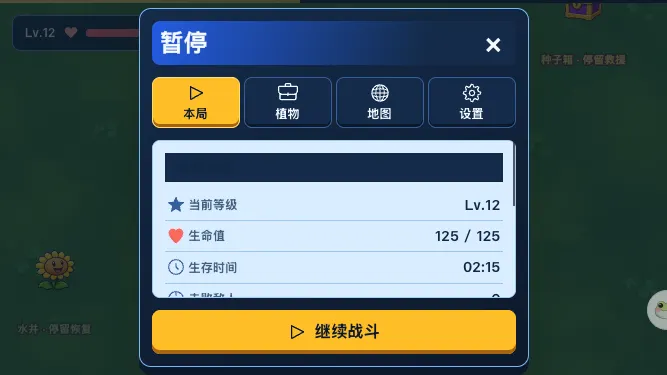 Lv.12
种子箱 · 停留救援
暂停
本局
植物
地图
设置
当前等级
Lv.12
生命值
125 / 125
生存时间
02:15
水井 · 停留恢复
继续战斗